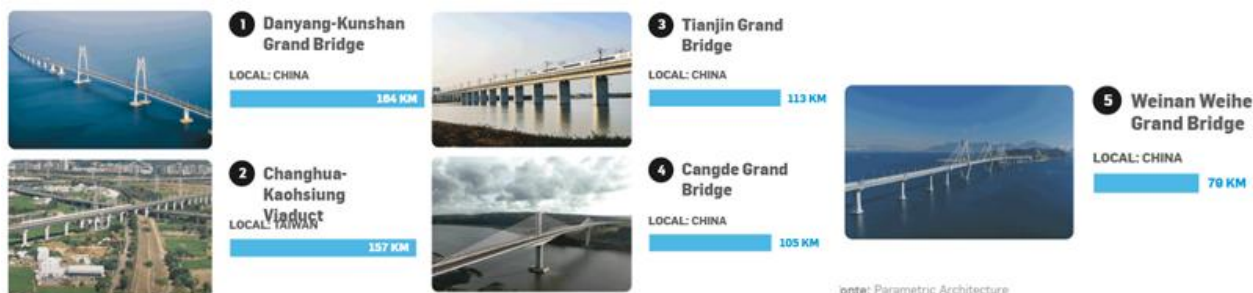 1 Danyang-Kunshan
Grand Bridge
LOCAL: CHINA
164 KM
2 Changhua-
Kaohsiung
Viaduct
LOCAL: TAIWAN
157 KM
3 Tianjin Grand
Bridge
LOCAL: CHINA
113 KM
4 Cangde Grand
Bridge
LOCAL: CHINA
105 KM
5 Weinan Weihe
Grand Bridge
LOCAL: CHINA
79 KM
Fonte: Parametric Architecture